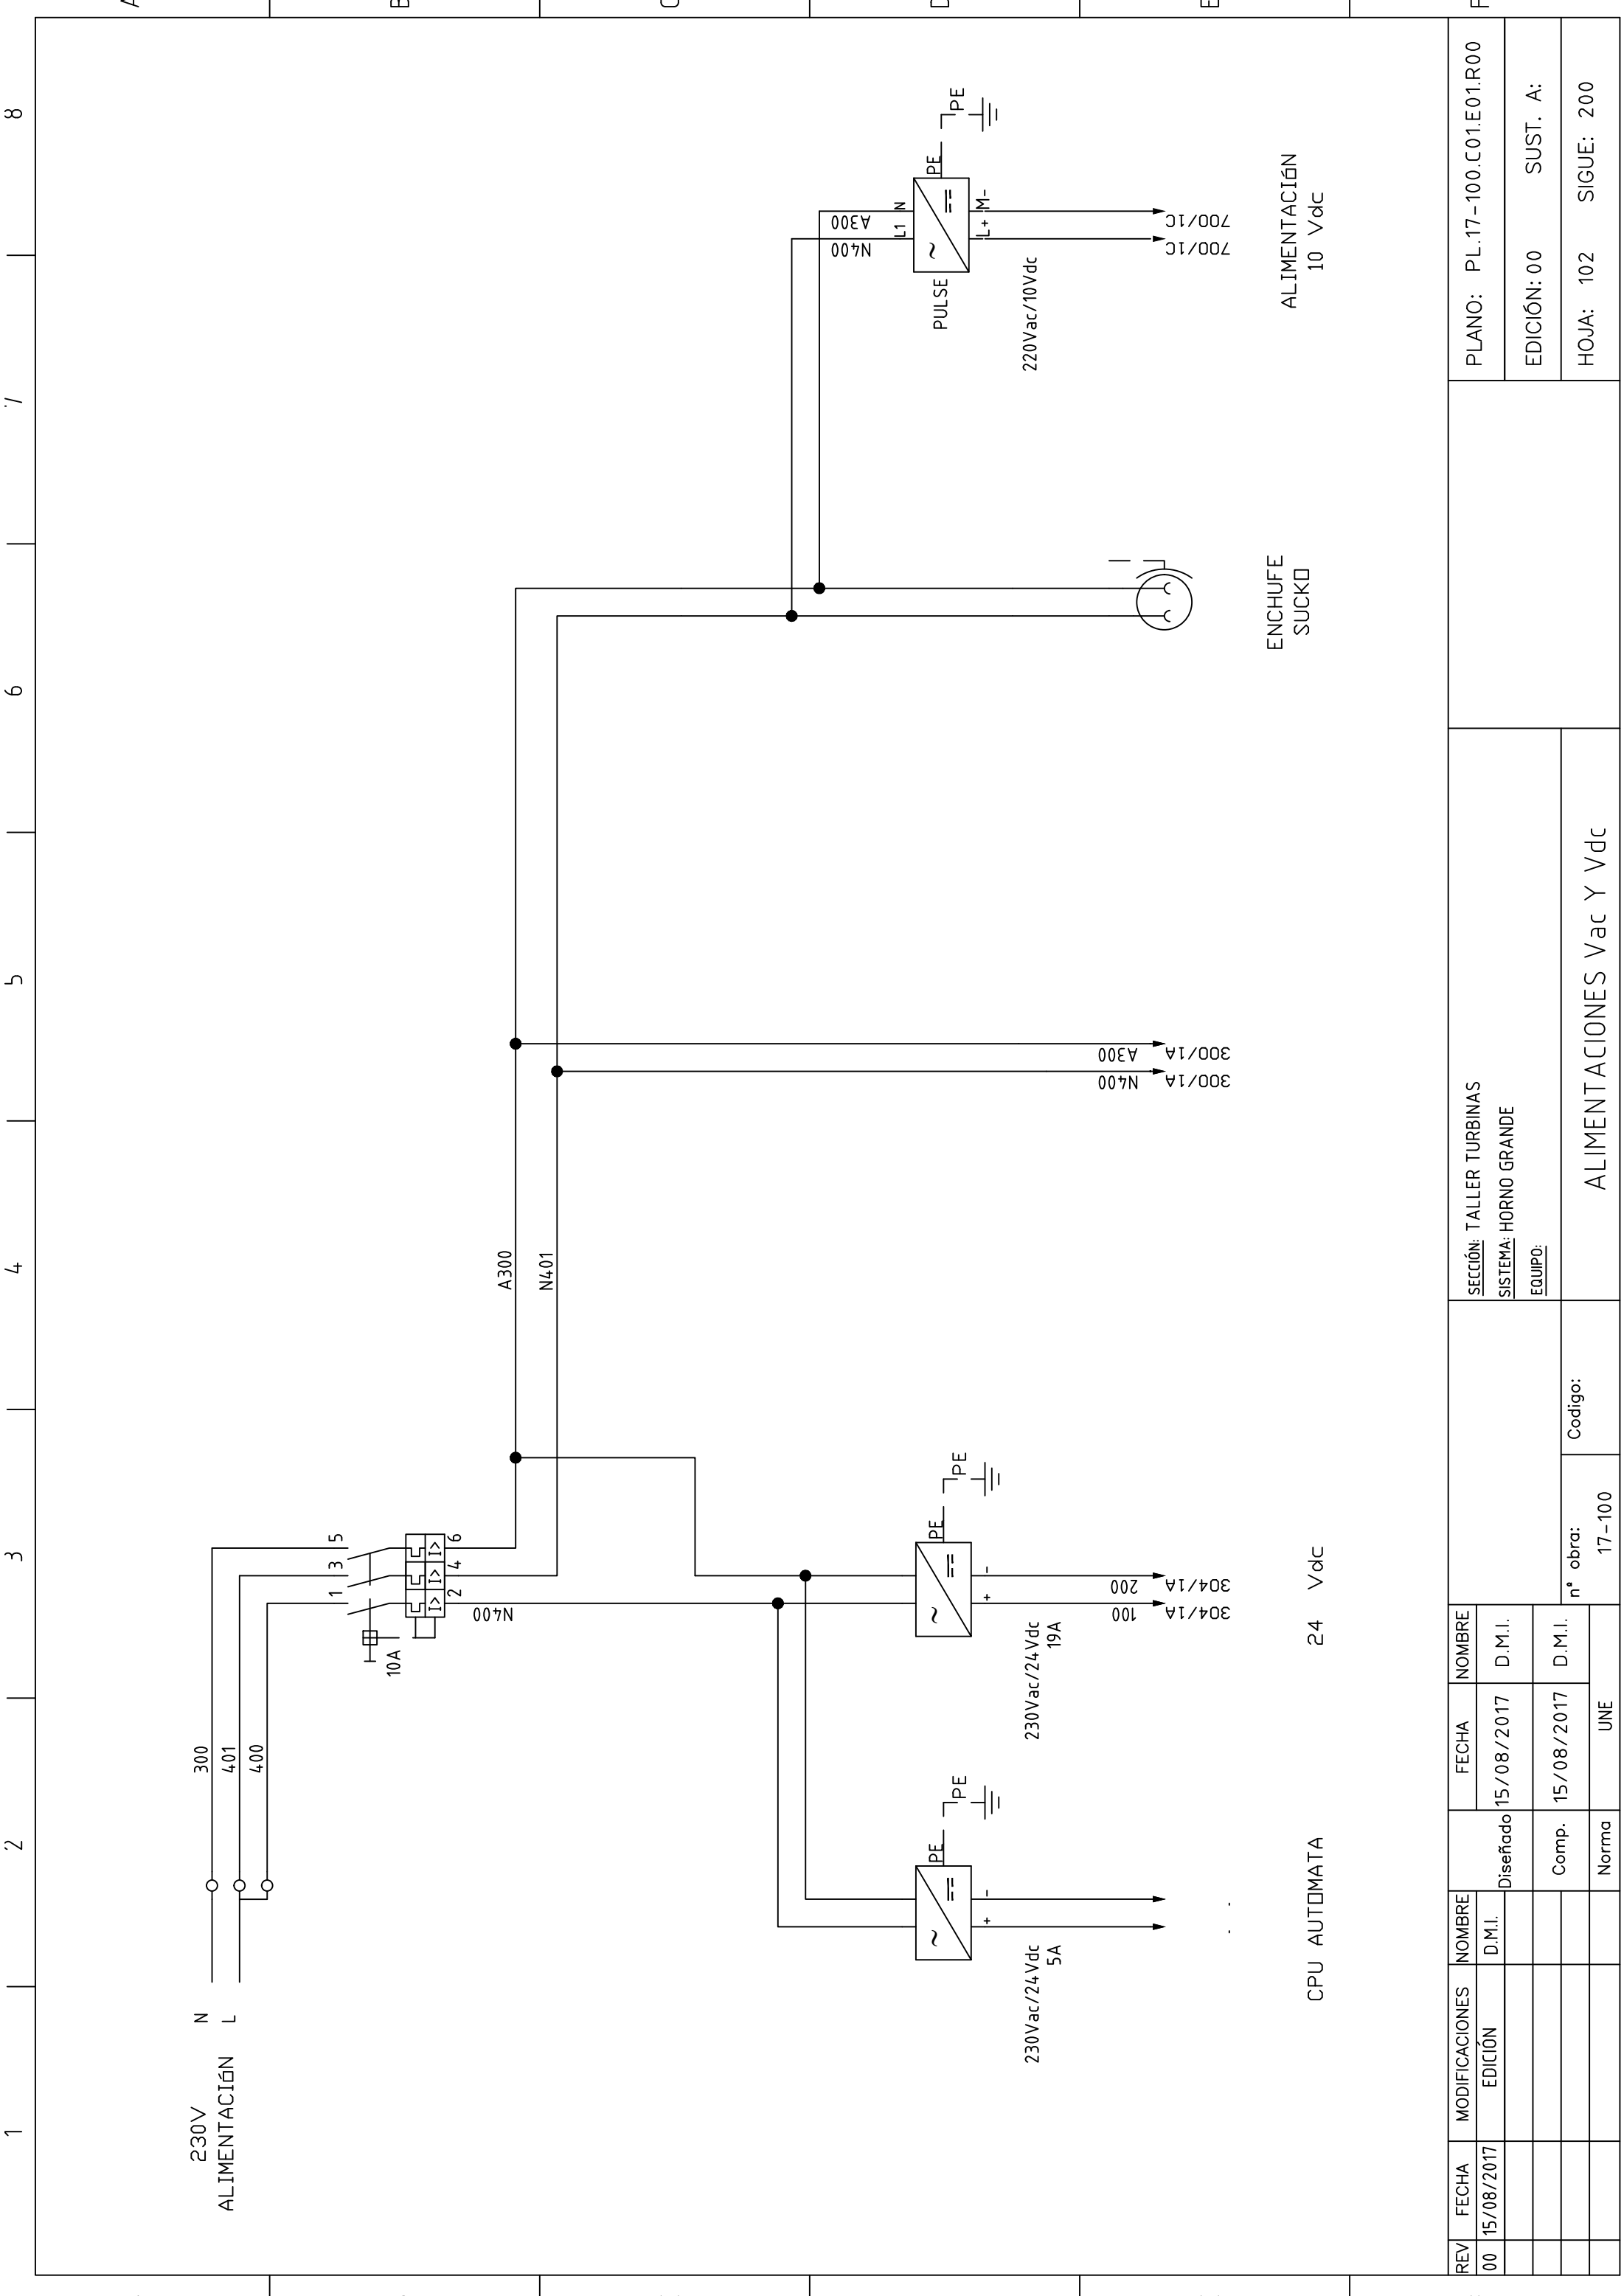 1 2 3 4 5 6 7 8
A B C D E F
230V
ALIMENTACIÓN
N
L
300
401
400
10A
1 3 5
2 4 6
N400
A300
N401
230Vac/24Vdc
5A
PE
PE
+ -
CPU AUTOMATA
230Vac/24Vdc
19A
PE
PE
+ -
100 200
304/1A 304/1A
24 Vdc
N400 A300
300/1A 300/1A
ENCHUFE
SUCKO
N400 A300
L1 N
PULSE
PE
PE
L+ M-
220Vac/10Vdc
700/1C 700/1C
ALIMENTACIÓN
10 Vdc
REV FECHA MODIFICACIONES NOMBRE
00 15/08/2017 EDICIÓN D.M.I.
FECHA NOMBRE
Diseñado 15/08/2017 D.M.I.
Comp. 15/08/2017 D.M.I.
Norma UNE
nº obra:
17-100
Codigo:
SECCIÓN: TALLER TURBINAS
SISTEMA: HORNO GRANDE
EQUIPO:
ALIMENTACIONES Vac Y Vdc
PLANO: PL.17-100.C01.E01.R00
EDICIÓN: 00 SUST. A:
HOJA: 102 SIGUE: 200